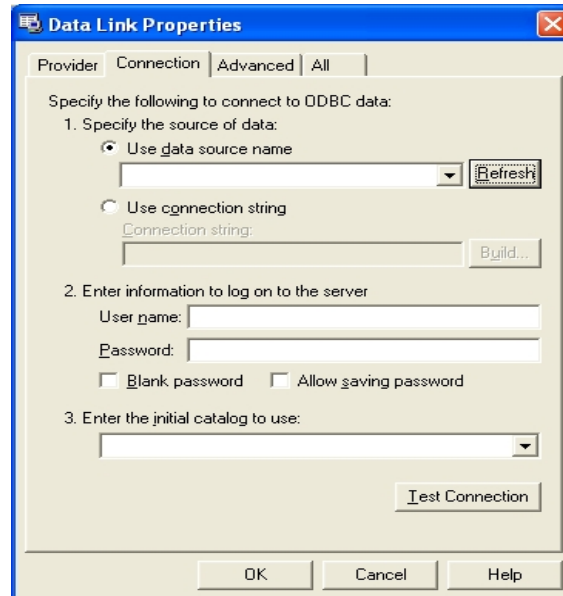 Data Link Properties
Provider Connection Advanced All
Specify the following to connect to ODBC data:
1. Specify the source of data:
Use data source name
Refresh
Use connection string
Connection string:
Build...
2. Enter information to log on to the server
User name:
Password:
Blank password Allow saving password
3. Enter the initial catalog to use:
Test Connection
OK Cancel Help